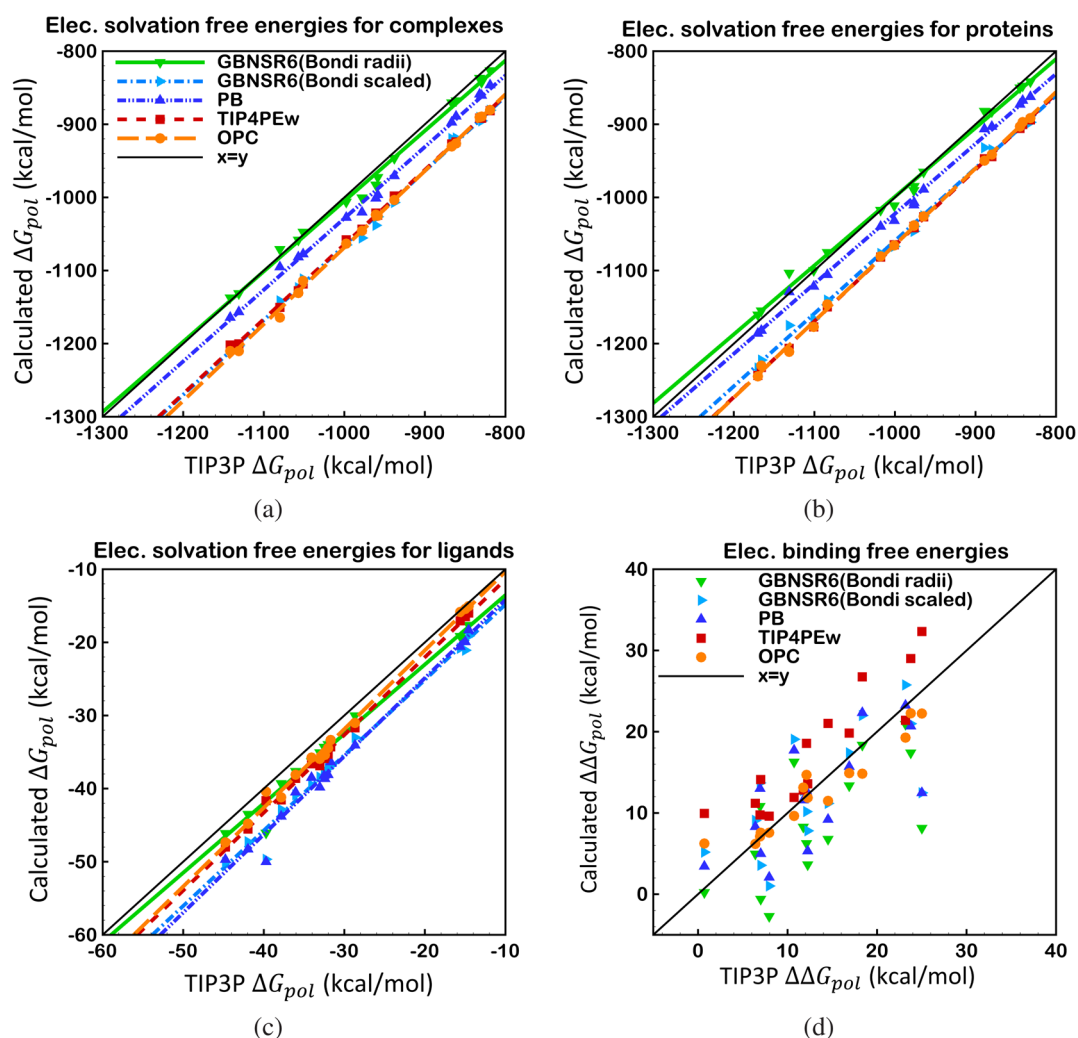 Elec. solvation free energies for complexes
-800
-900
-1000
-1100
-1200
-1300
Calculated ΔG_pol (kcal/mol)
GBNSR6(Bondi radii)
GBNSR6(Bondi scaled)
PB
TIP4PEw
OPC
x=y
-1300 -1200 -1100 -1000 -900 -800
TIP3P ΔG_pol (kcal/mol)
(a)
Elec. solvation free energies for proteins
-800
-900
-1000
-1100
-1200
-1300
Calculated ΔG_pol (kcal/mol)
-1300 -1200 -1100 -1000 -900 -800
TIP3P ΔG_pol (kcal/mol)
(b)
Elec. solvation free energies for ligands
-10
-20
-30
-40
-50
-60
Calculated ΔG_pol (kcal/mol)
-60 -50 -40 -30 -20 -10
TIP3P ΔG_pol (kcal/mol)
(c)
Elec. binding free energies
40
30
20
10
0
Calculated ΔΔG_pol (kcal/mol)
GBNSR6(Bondi radii)
GBNSR6(Bondi scaled)
PB
TIP4PEw
OPC
x=y
0 10 20 30 40
TIP3P ΔΔG_pol (kcal/mol)
(d)